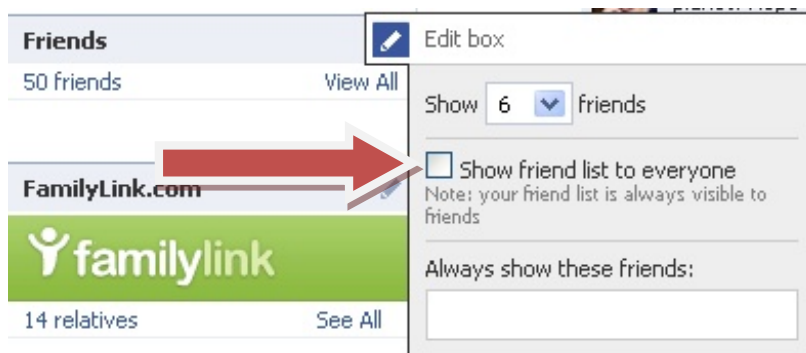 Friends
50 friends
View All
FamilyLink.com
familylink
14 relatives
See All
Edit box
Show 6 friends
Show friend list to everyone
Note: your friend list is always visible to
friends
Always show these friends: